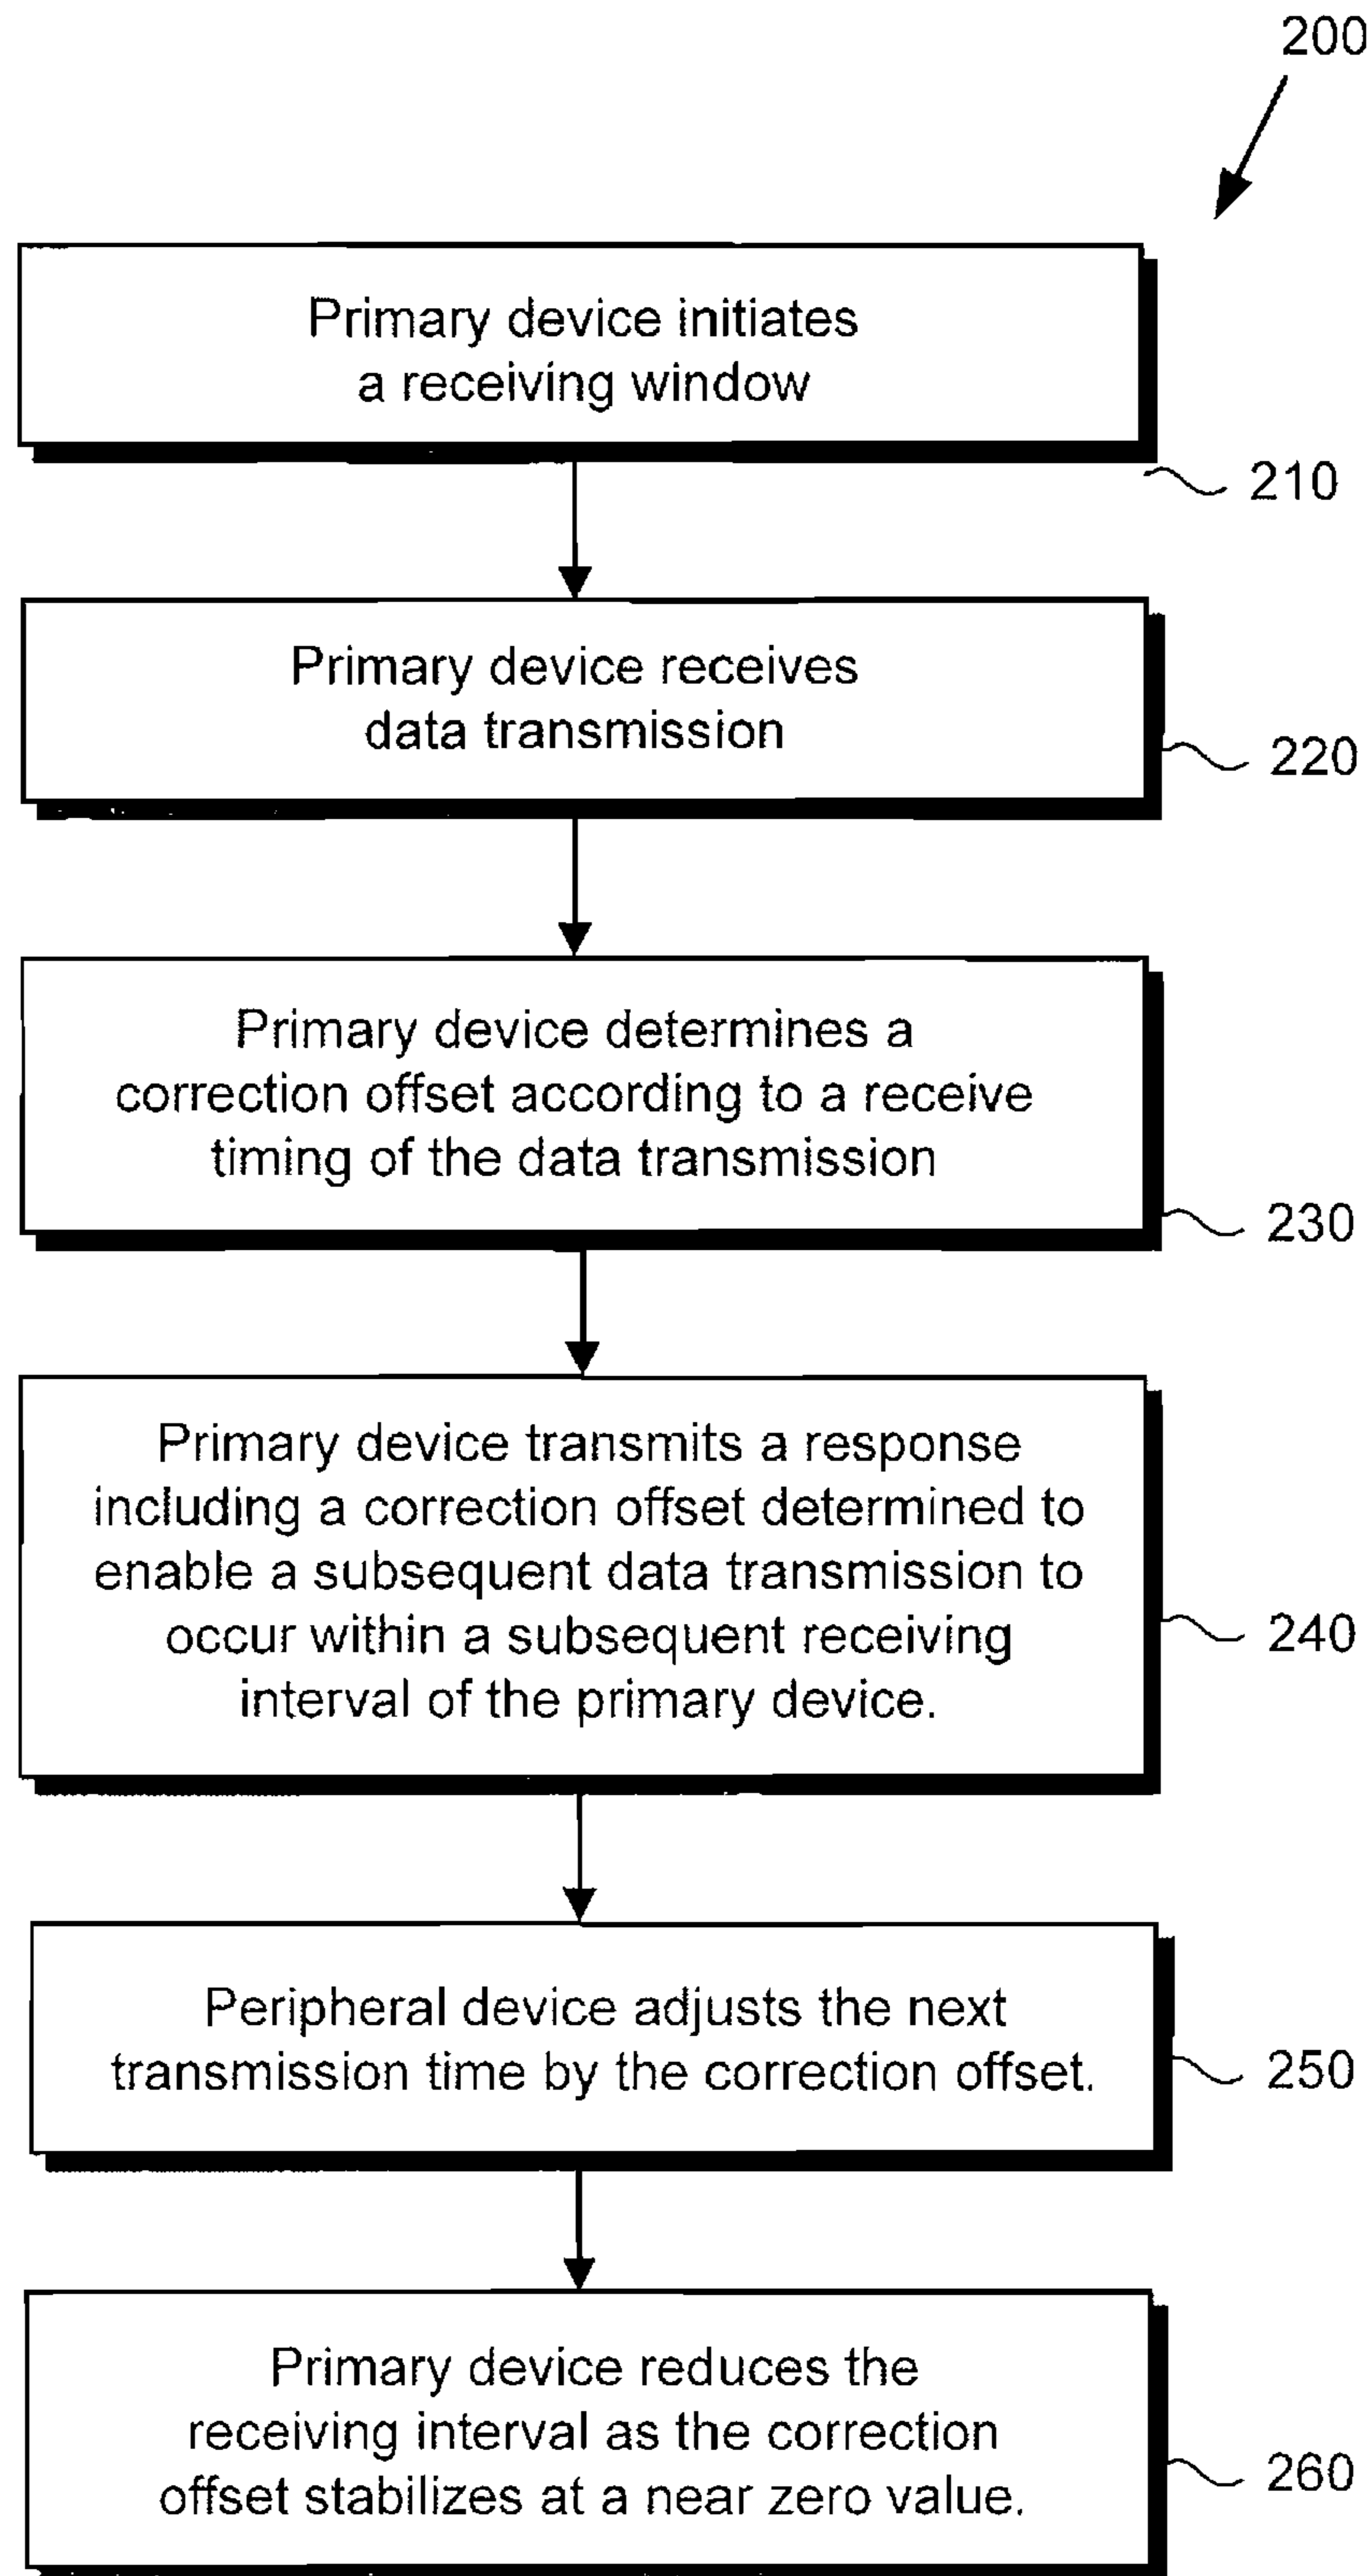 200
Primary device initiates
a receiving window
210
Primary device receives
data transmission
220
Primary device determines a
correction offset according to a receive
timing of the data transmission
230
Primary device transmits a response
including a correction offset determined to
enable a subsequent data transmission to
occur within a subsequent receiving
interval of the primary device.
240
Peripheral device adjusts the next
transmission time by the correction offset.
250
Primary device reduces the
receiving interval as the correction
offset stabilizes at a near zero value.
260